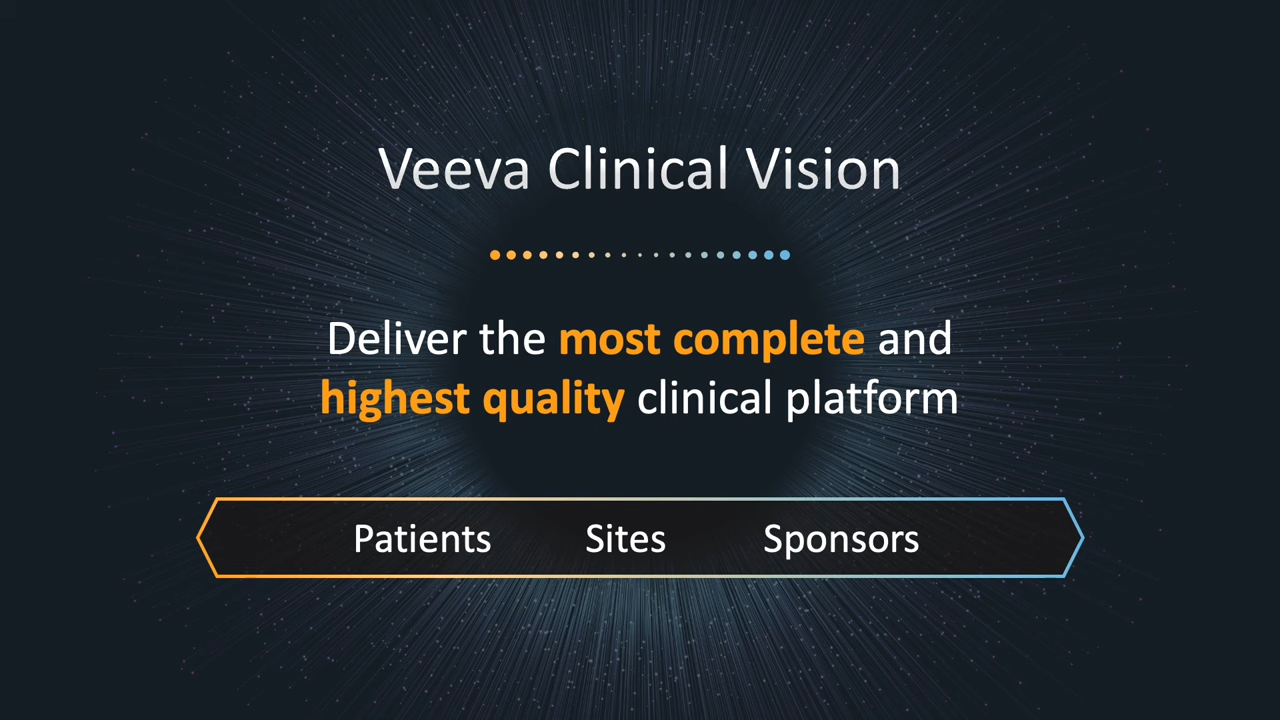 Veeva Clinical Vision
Deliver the most complete and
highest quality clinical platform
Patients Sites Sponsors